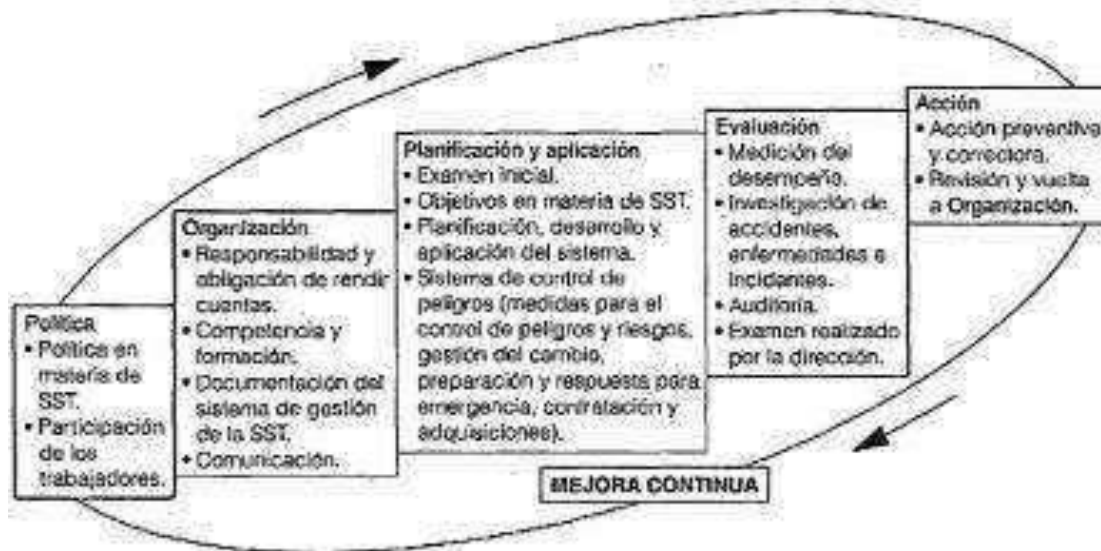 Política
• Política en
materia de
SST.
• Participación
de los
trabajadores.
Organización
• Responsabilidad y
obligación de rendir
cuentas.
• Competencia y
formación.
• Documentación del
sistema de gestión
de la SST.
• Comunicación.
Planificación y aplicación
• Examen inicial.
• Objetivos en materia de SST.
• Planificación, desarrollo y
aplicación del sistema.
• Sistema de control de
peligros (medidas para el
control de peligros y riesgos,
gestión del cambio,
preparación y respuesta para
emergencia, contratación y
adquisiciones).
Evaluación
• Medición del
desempeño.
• Investigación de
accidentes,
enfermedades e
incidentes.
• Auditoría.
• Examen realizado
por la dirección.
Acción
• Acción preventiva
y correctora.
• Revisión y vuelta
a Organización.
MEJORA CONTINUA